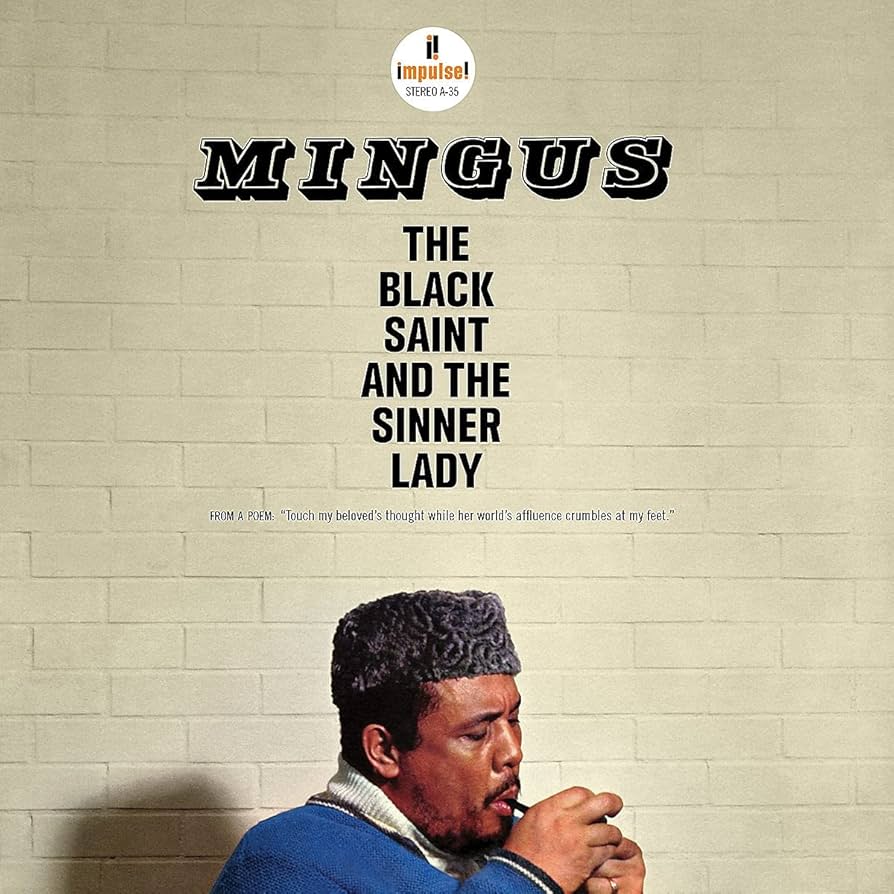 i!
impulse!
STEREO A-35
MINGUS
THE
BLACK
SAINT
AND THE
SINNER
LADY
FROM A POEM: “Touch my beloved's thought while her world's affluence crumbles at my feet.”